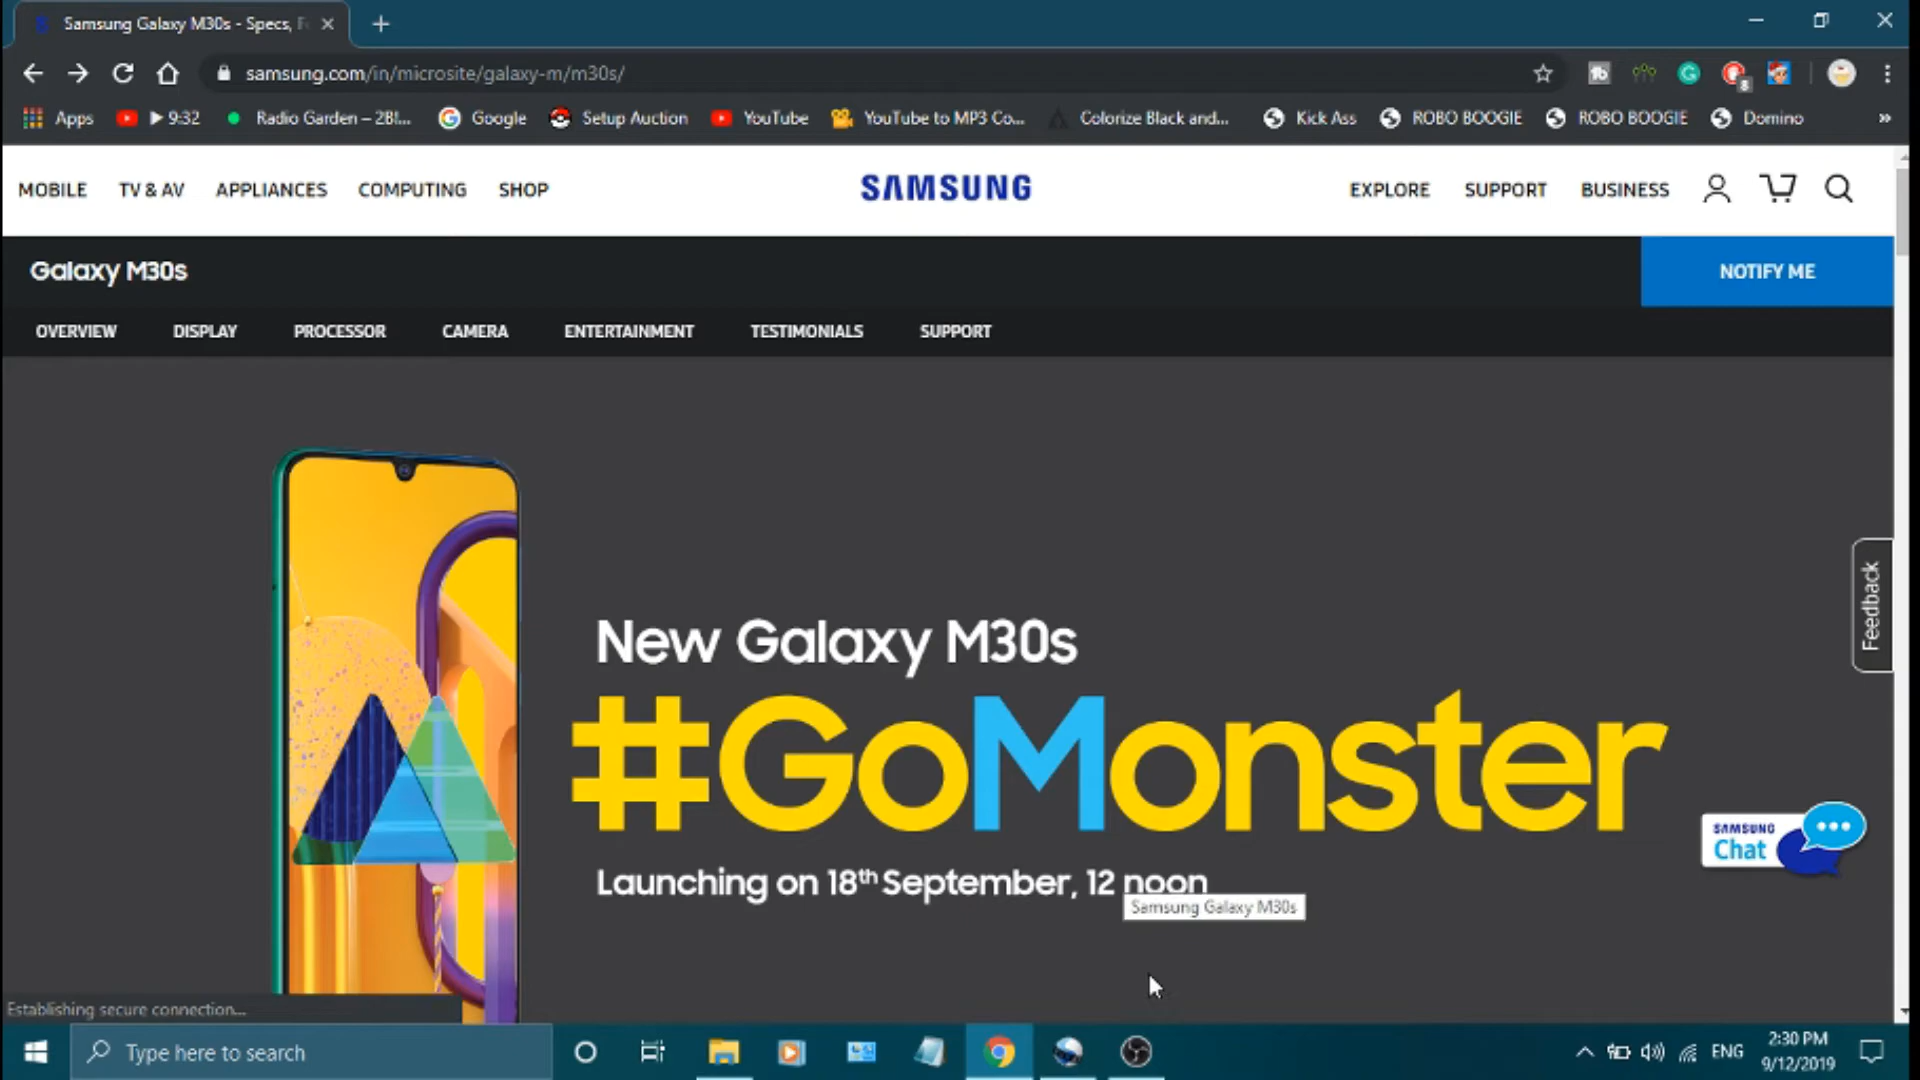 Samsung Galaxy M30s - Specs, F
samsung.com/in/microsite/galaxy-m/m30s/
Apps
▶ 9:32
Radio Garden – 2B!...
Google
Setup Auction
YouTube
YouTube to MP3 Co...
Colorize Black and...
Kick Ass
ROBO BOOGIE
ROBO BOOGIE
Domino
»
MOBILE
TV & AV
APPLIANCES
COMPUTING
SHOP
SAMSUNG
EXPLORE
SUPPORT
BUSINESS
Galaxy M30s
NOTIFY ME
OVERVIEW
DISPLAY
PROCESSOR
CAMERA
ENTERTAINMENT
TESTIMONIALS
SUPPORT
Feedback
New Galaxy M30s
#GoMonster
SAMSUNG
Chat
Launching on 18th September, 12 noon
Samsung Galaxy M30s
Establishing secure connection...
Type here to search
ENG
2:30 PM
9/12/2019